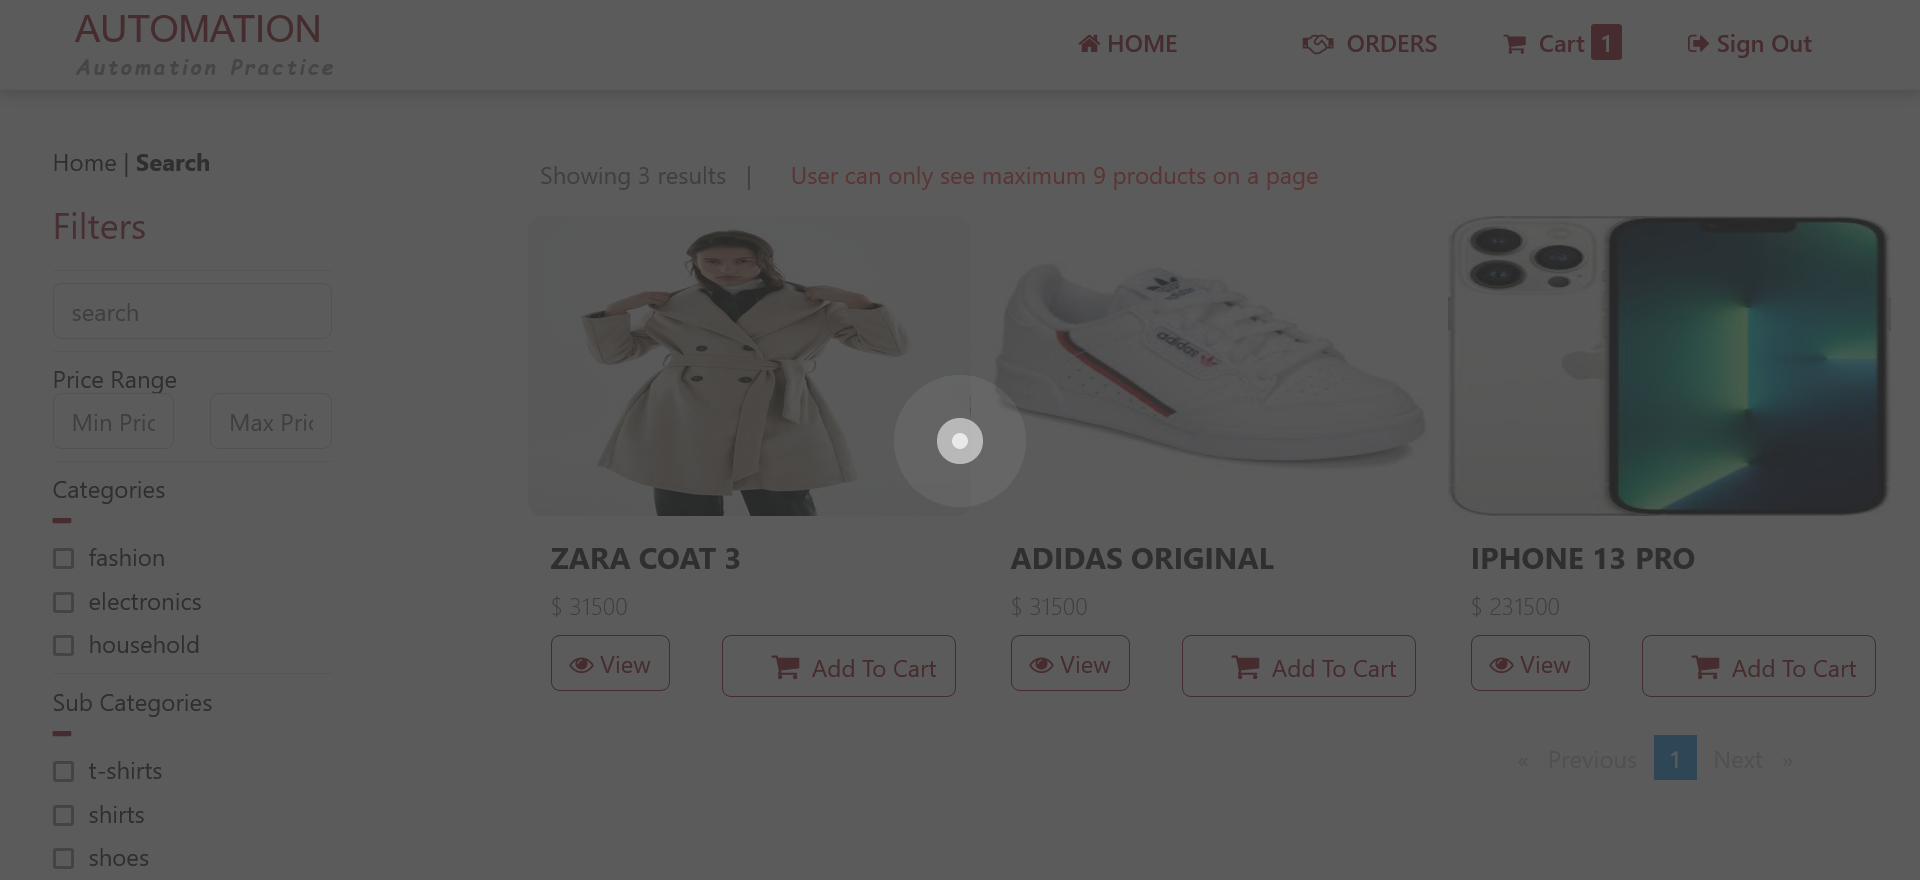 AUTOMATION
Automation Practice
HOME
ORDERS
Cart 1
Sign Out
Home | Search
Showing 3 results |
User can only see maximum 9 products on a page
Filters
search
Price Range
Min Pric
Max Pric
Categories
fashion
electronics
household
Sub Categories
t-shirts
shirts
shoes
adidas
ZARA COAT 3
$ 31500
View
Add To Cart
ADIDAS ORIGINAL
$ 31500
View
Add To Cart
IPHONE 13 PRO
$ 231500
View
Add To Cart
« Previous 1 Next »